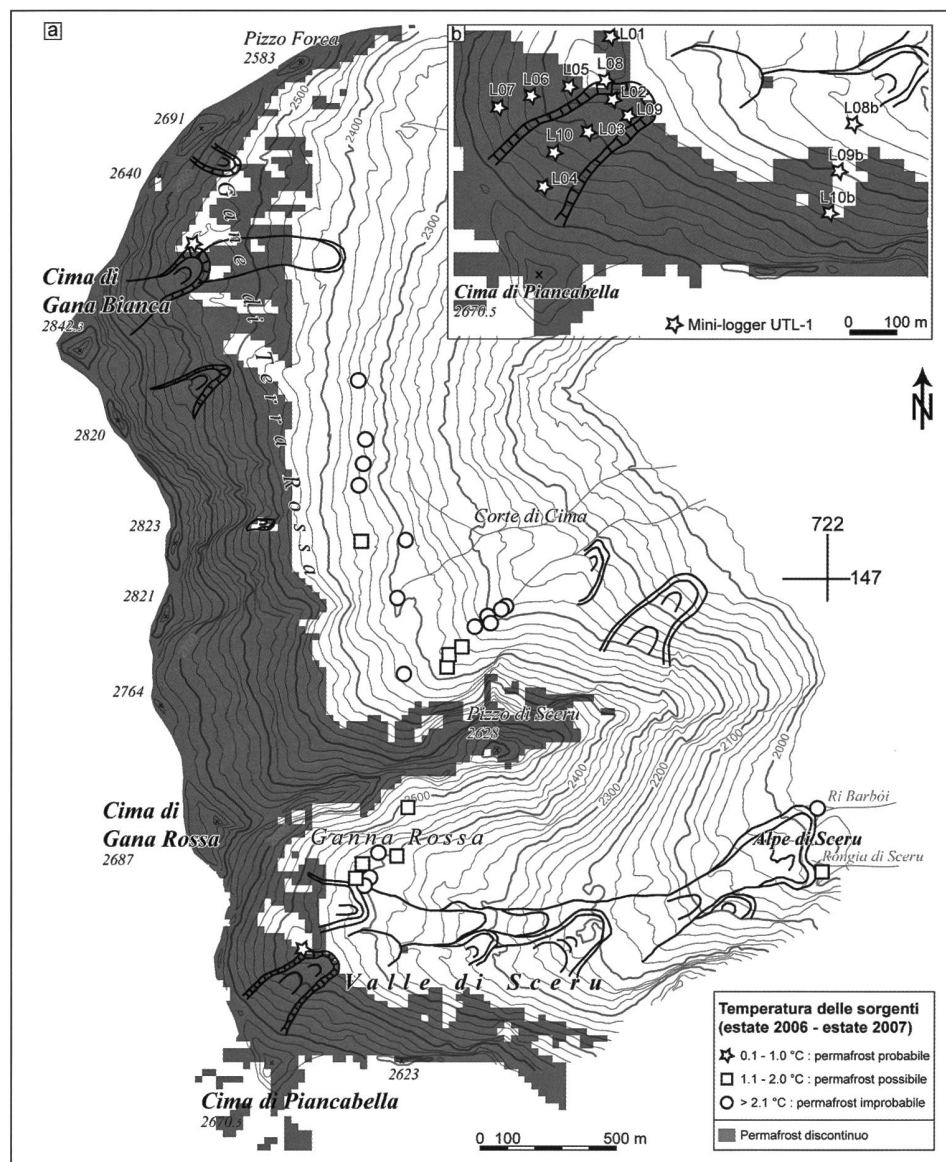 a
Pizzo Forea
2583
2500
2400
2300
2691
2640
Gane di Terra Rossa
Cima di
Gana Bianca
2842.3
2820
2823
2821
2764
Corte di Cima
Pizzo di Sceru
2628
2500
2400
2300
2200
2100
2000
Cima di
Gana Rossa
2687
Ganna Rossa
Ri Barbói
Alpe di Sceru
Rongia di Sceru
Valle di Sceru
2623
Cima di Piancabella
2670.5
0 100 500 m
b
L01
L08
L05
L06
L07
L02
L09
L03
L10
L04
L08b
L09b
L10b
Cima di Piancabella
2670.5
Mini-logger UTL-1
0 100 m
N
722
147
Temperatura delle sorgenti
(estate 2006 - estate 2007)
0.1 - 1.0 °C : permafrost probabile
1.1 - 2.0 °C : permafrost possibile
> 2.1 °C : permafrost improbabile
Permafrost discontinuo